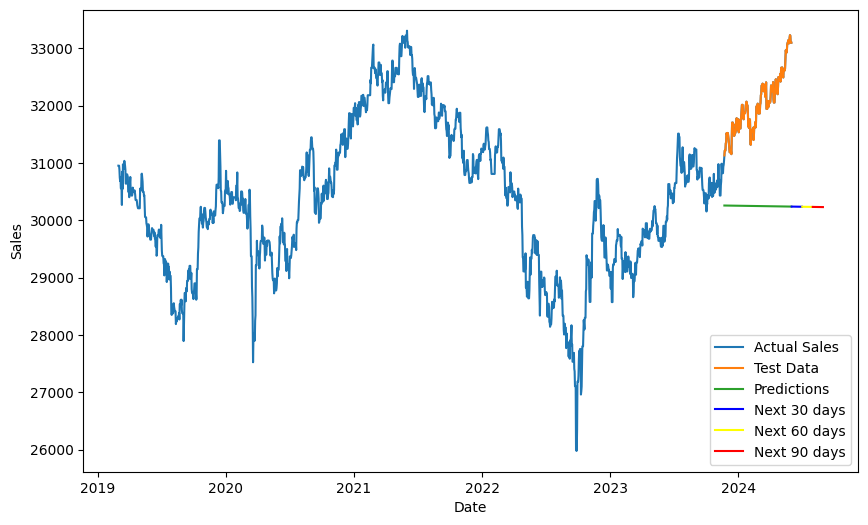 33000
32000
31000
30000
29000
28000
27000
26000
Sales
2019 2020 2021 2022 2023 2024
Date
Actual Sales
Test Data
Predictions
Next 30 days
Next 60 days
Next 90 days